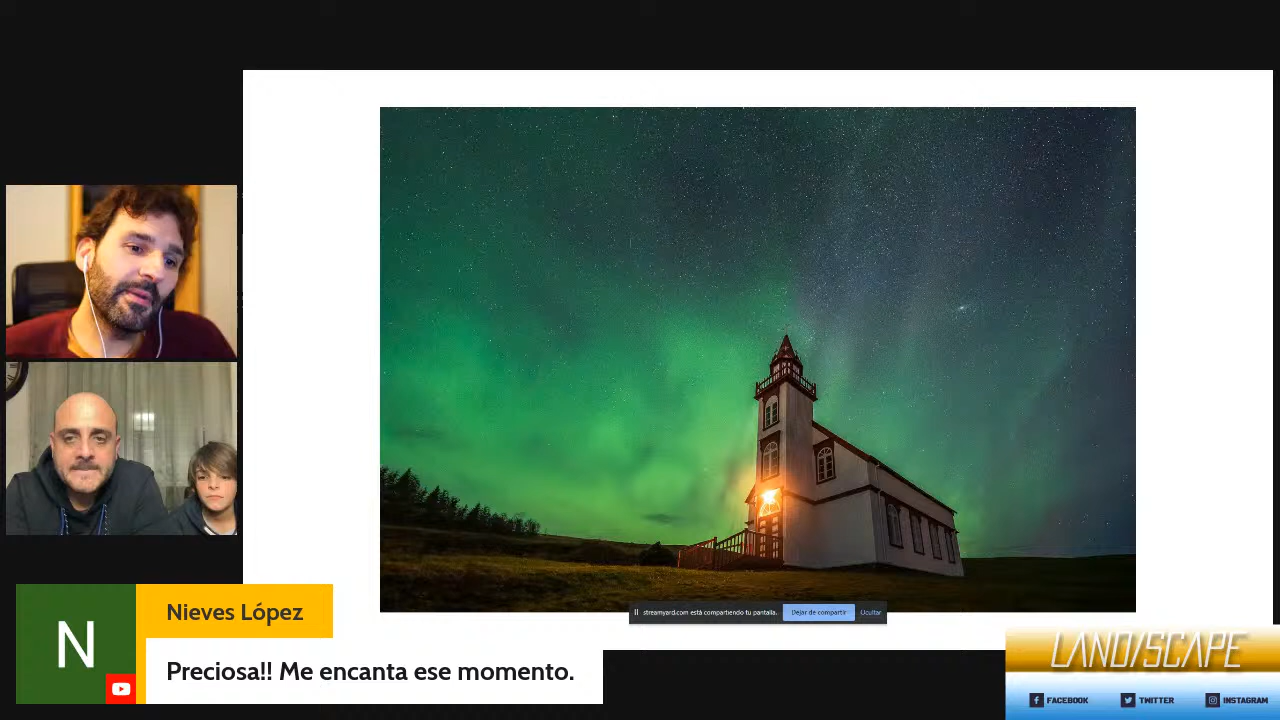 streamyard.com está compartiendo tu pantalla.
Dejar de compartir
Ocultar
N
Nieves López
Preciosa!! Me encanta ese momento.
LAND/SCAPE
FACEBOOK
TWITTER
INSTAGRAM